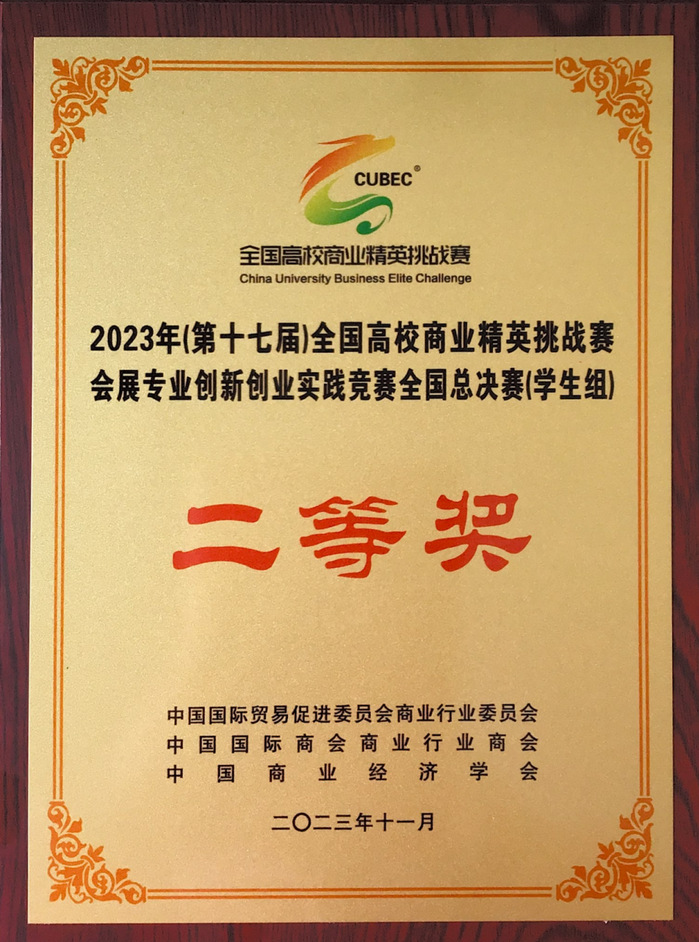 CUBEC®
全国高校商业精英挑战赛
China University Business Elite Challenge
2023年(第十七届)全国高校商业精英挑战赛
会展专业创新创业实践竞赛全国总决赛(学生组)
二等奖
中国国际贸易促进委员会商业行业委员会
中国国际商会商业行业商会
中国商业经济学会
二〇二三年十一月